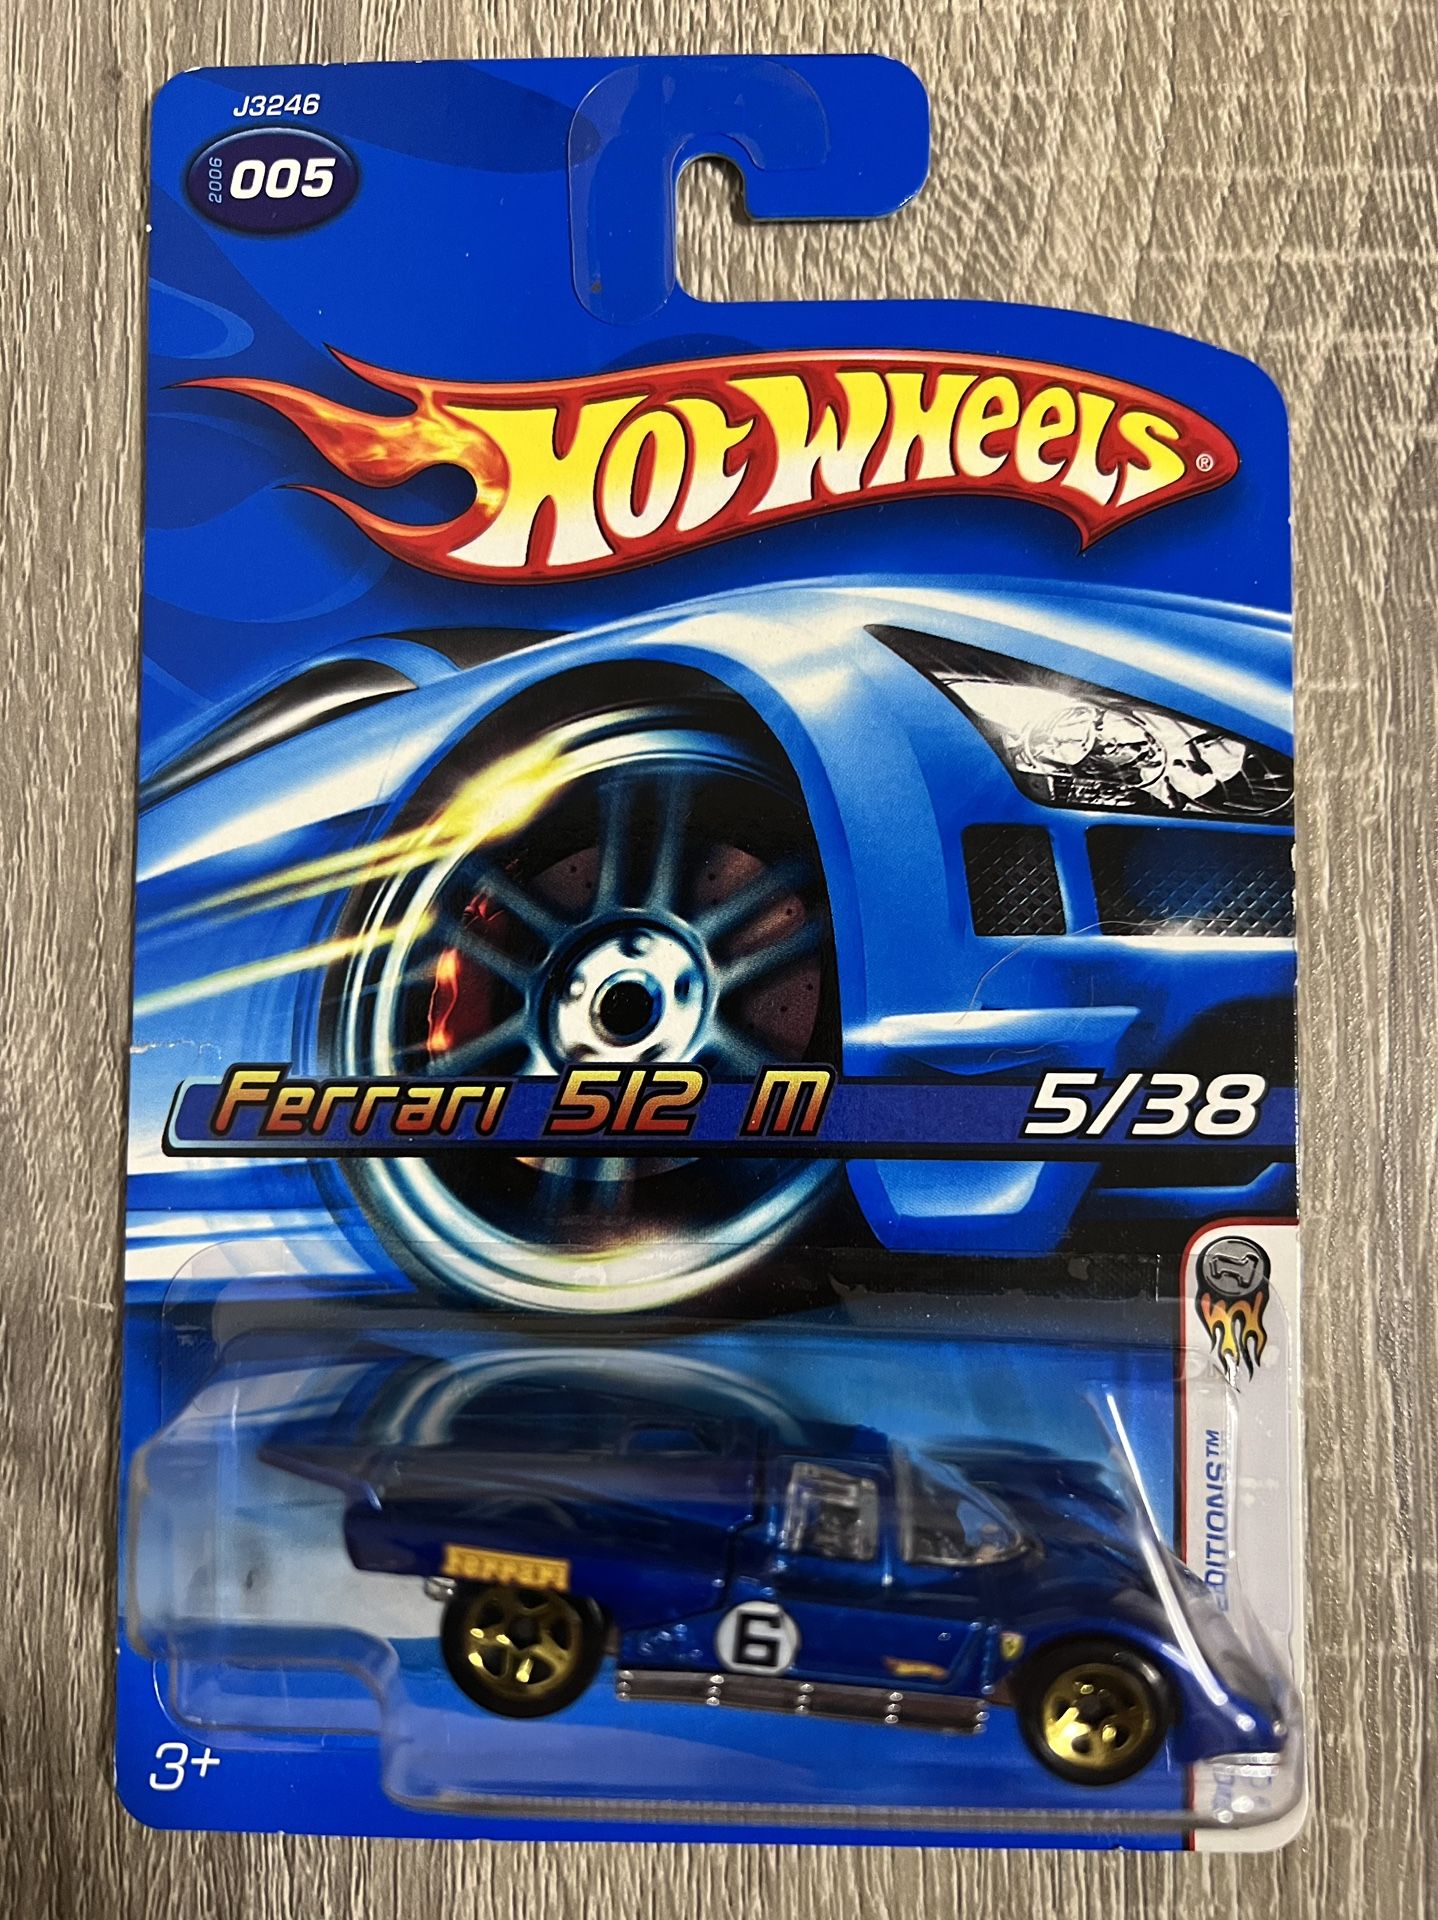 J3246
2006
005
HOT WHEELS®
Ferrari 512 M
5/38
EDITIONS™
Ferrari
6
3+